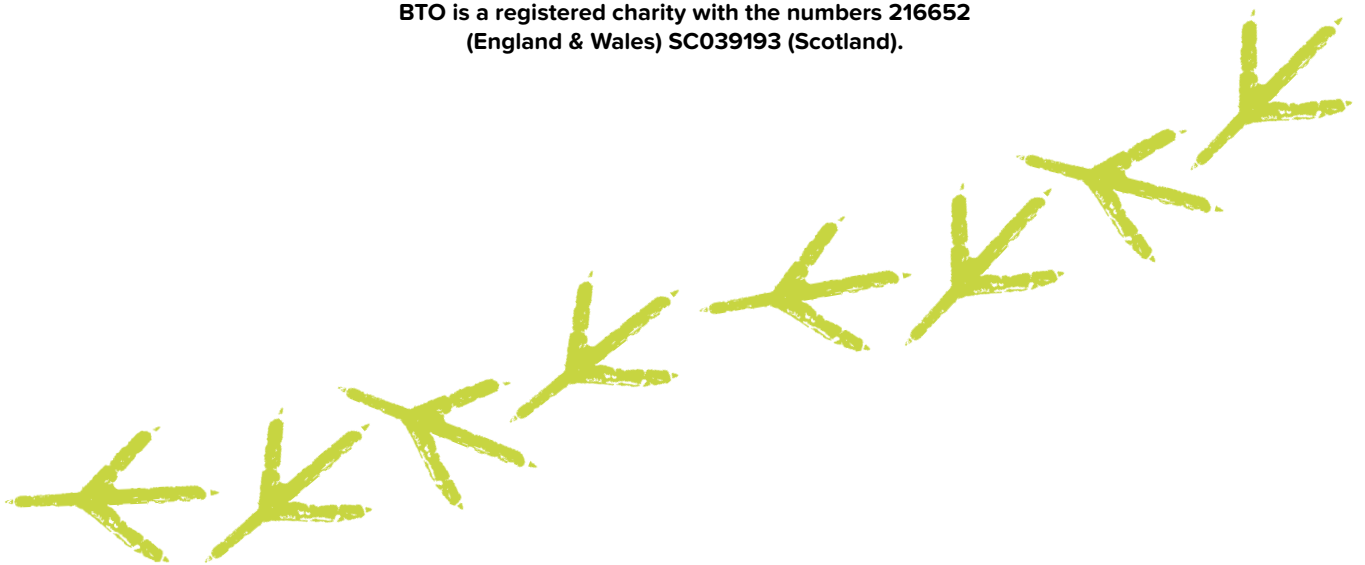 BTO is a registered charity with the numbers 216652
(England & Wales) SC039193 (Scotland).